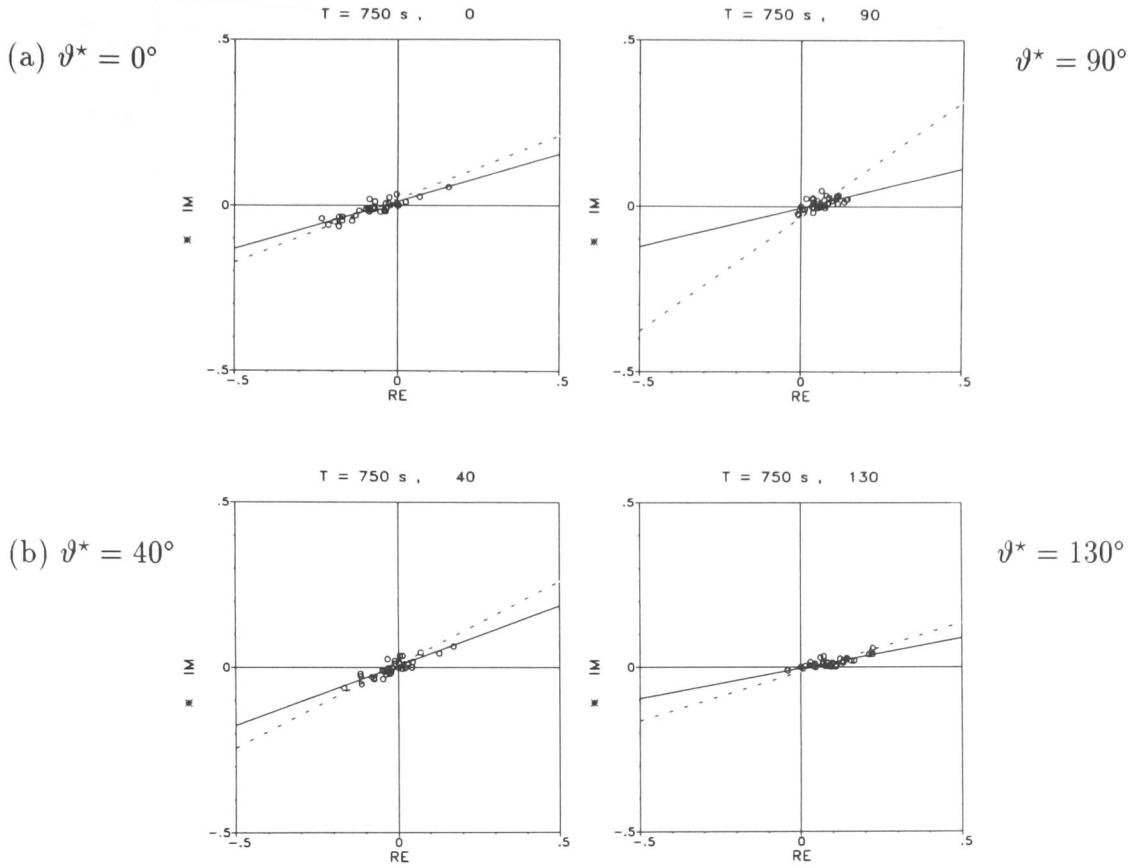 T = 750 s , 0
T = 750 s , 90
(a) ϑ* = 0°
ϑ* = 90°
.5
.5
* IM
0
* IM
0
-.5
-.5
-.5
0
.5
-.5
0
.5
RE
RE
T = 750 s , 40
T = 750 s , 130
(b) ϑ* = 40°
ϑ* = 130°
.5
.5
* IM
0
* IM
0
-.5
-.5
-.5
0
.5
-.5
0
.5
RE
RE